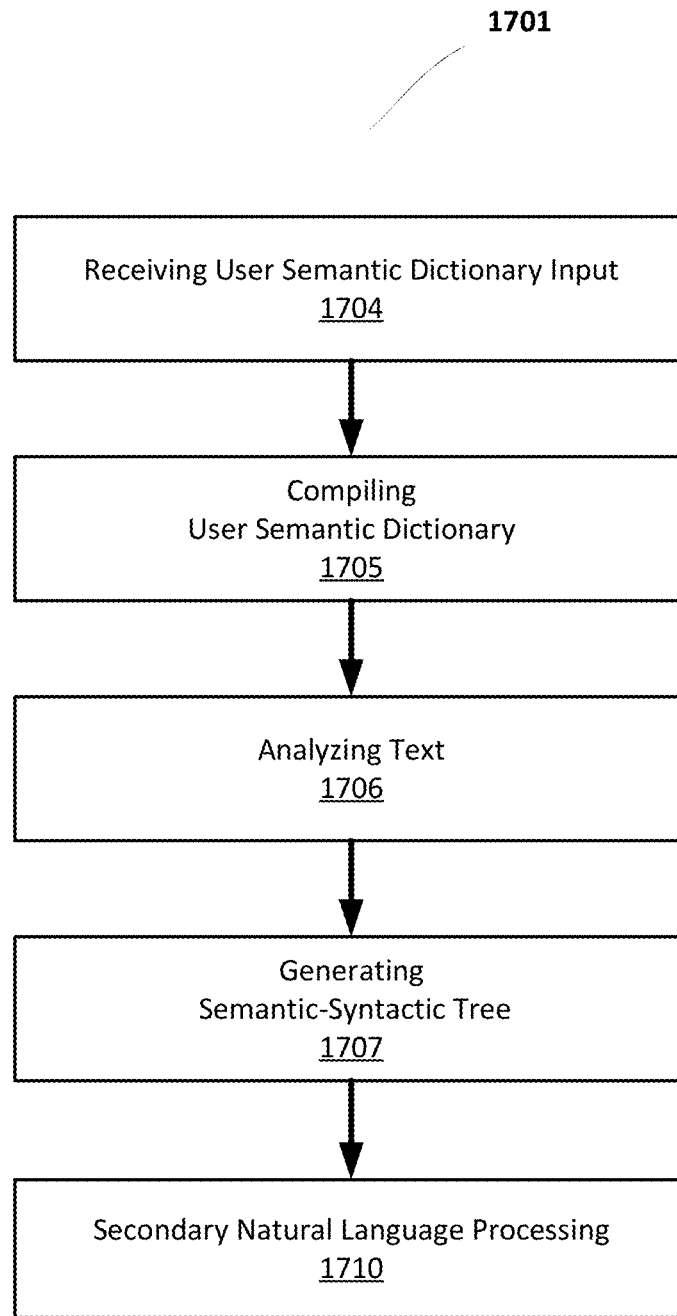 1701
Receiving User Semantic Dictionary Input
1704
Compiling
User Semantic Dictionary
1705
Analyzing Text
1706
Generating
Semantic-Syntactic Tree
1707
Secondary Natural Language Processing
1710